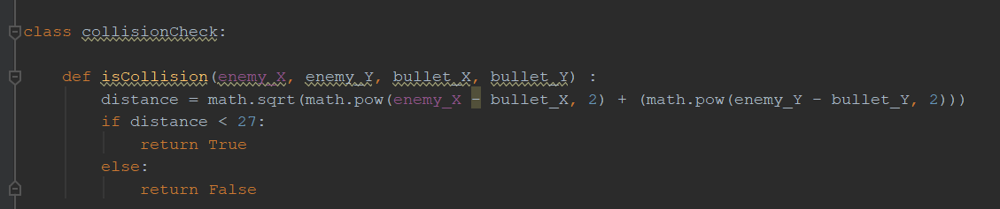 class collisionCheck:
def isCollision(enemy_X, enemy_Y, bullet_X, bullet_Y) :
distance = math.sqrt(math.pow(enemy_X - bullet_X, 2) + (math.pow(enemy_Y - bullet_Y, 2)))
if distance < 27:
return True
else:
return False